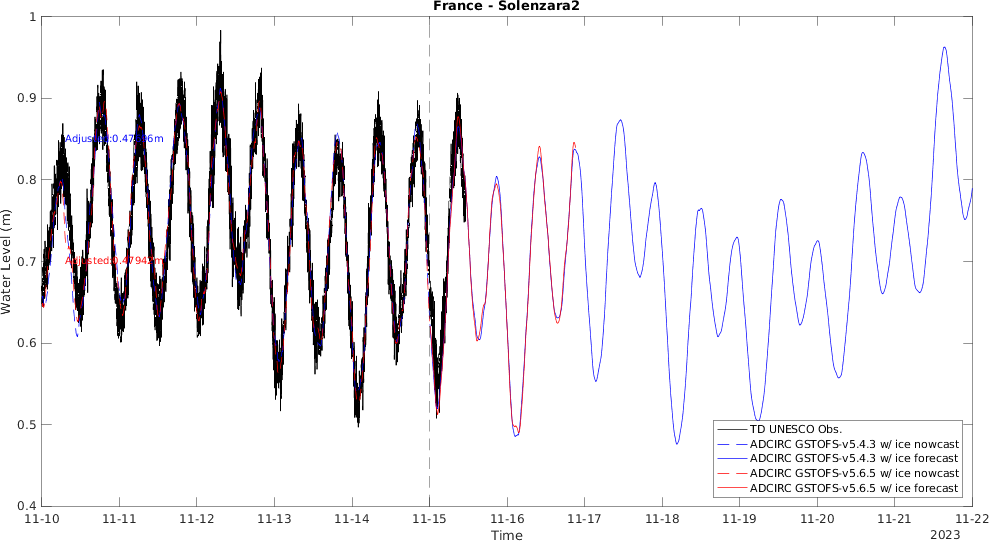 France - Solenzara2
Water Level (m)
1
0.9
0.8
0.7
0.6
0.5
0.4
11-10
11-11
11-12
11-13
11-14
11-15
11-16
11-17
11-18
11-19
11-20
11-21
11-22
Time
2023
TD UNESCO Obs.
ADCIRC GSTOFS-v5.4.3 w/ ice nowcast
ADCIRC GSTOFS-v5.4.3 w/ ice forecast
ADCIRC GSTOFS-v5.6.5 w/ ice nowcast
ADCIRC GSTOFS-v5.6.5 w/ ice forecast